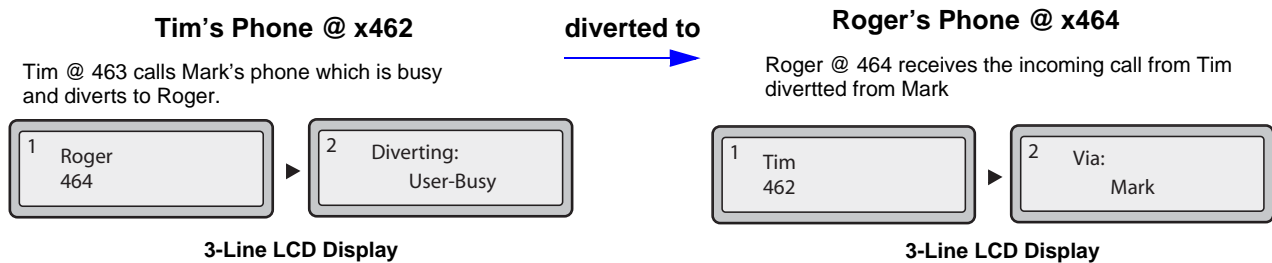 Tim's Phone @ x462
diverted to
Roger's Phone @ x464
Tim @ 463 calls Mark's phone which is busy
and diverts to Roger.
Roger @ 464 receives the incoming call from Tim
divertted from Mark
1 Roger
464
2 Diverting:
User-Busy
1 Tim
462
2 Via:
Mark
3-Line LCD Display
3-Line LCD Display